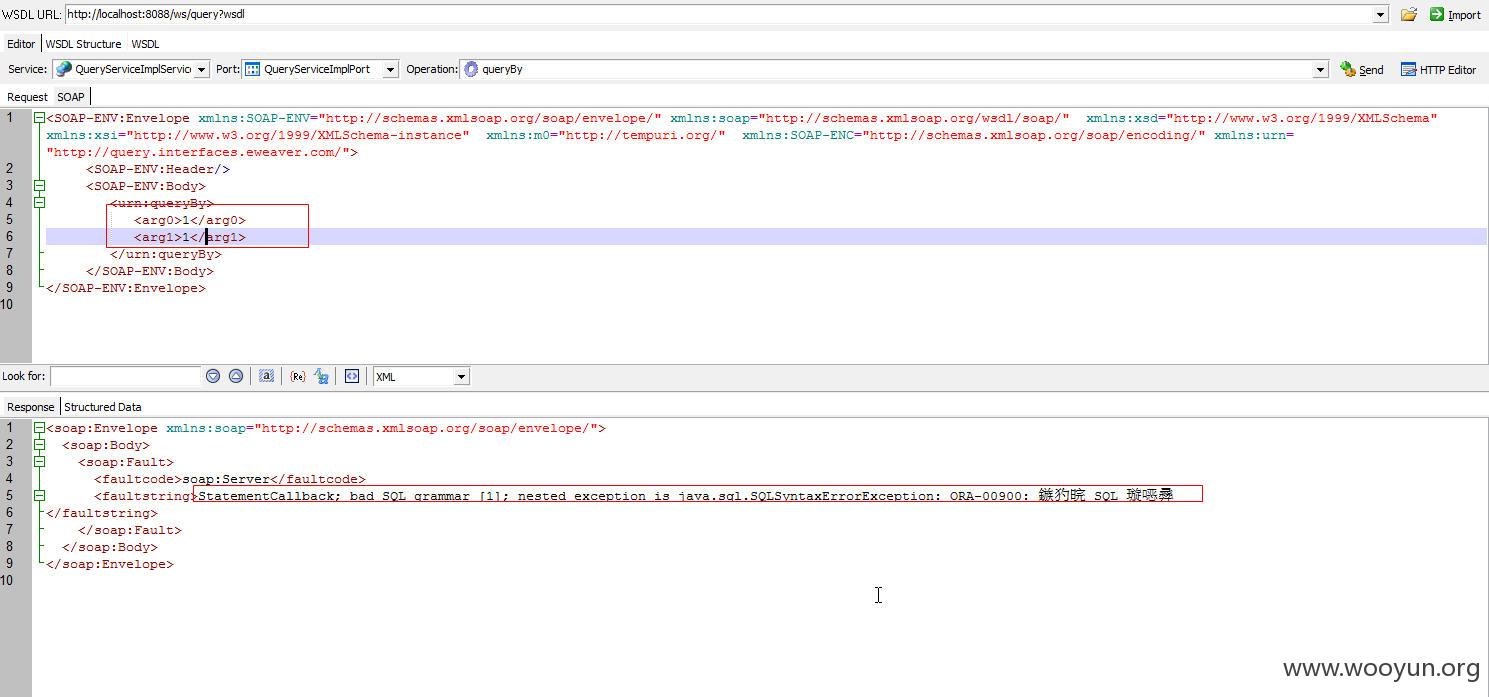 WSDL URL: http://localhost:8088/ws/query?wsdl Import
Editor WSDL Structure WSDL
Service: QueryServiceImplServic Port: QueryServiceImplPort Operation: queryBy Send HTTP Editor
Request SOAP
1 <SOAP-ENV:Envelope xmlns:SOAP-ENV="http://schemas.xmlsoap.org/soap/envelope/" xmlns:soap="http://schemas.xmlsoap.org/wsdl/soap/" xmlns:xsd="http://www.w3.org/1999/XMLSchema"
xmlns:xsi="http://www.w3.org/1999/XMLSchema-instance" xmlns:m0="http://tempuri.org/" xmlns:SOAP-ENC="http://schemas.xmlsoap.org/soap/encoding/" xmlns:urn=
"http://query.interfaces.eweaver.com/">
2 <SOAP-ENV:Header/>
3 <SOAP-ENV:Body>
4 <urn:queryBy>
5 <arg0>1</arg0>
6 <arg1>1</arg1>
7 </urn:queryBy>
8 </SOAP-ENV:Body>
9 </SOAP-ENV:Envelope>
10
Look for: a (Re) XML
Response Structured Data
1 <soap:Envelope xmlns:soap="http://schemas.xmlsoap.org/soap/envelope/">
2 <soap:Body>
3 <soap:Fault>
4 <faultcode>soap:Server</faultcode>
5 <faultstring>StatementCallback; bad SQL grammar [1]; nested exception is java.sql.SQLSyntaxErrorException: ORA-00900: SQL
6 </faultstring>
7 </soap:Fault>
8 </soap:Body>
9 </soap:Envelope>
10
www.wooyun.org